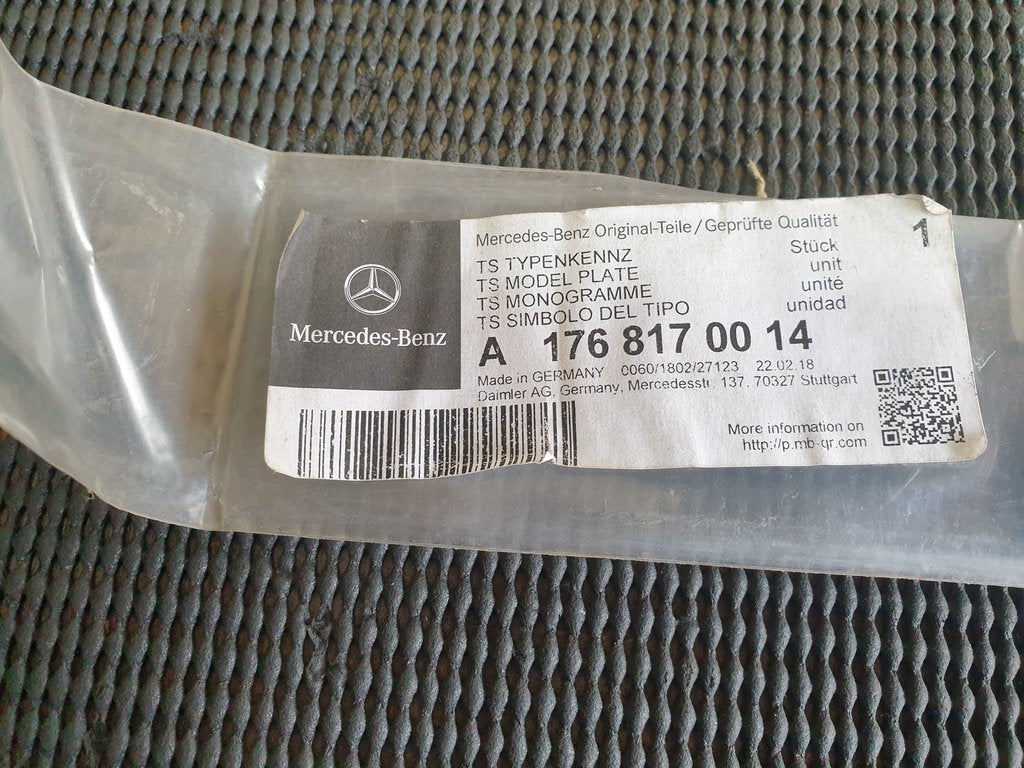 Mercedes-Benz
Mercedes-Benz Original-Teile/Geprüfte Qualität
1
TS TYPENKENNZ Stück
TS MODEL PLATE unit
TS MONOGRAMME unité
TS SIMBOLO DEL TIPO unidad
A 176 817 00 14
Made in GERMANY 0060/1802/27123 22.02.18
Daimler AG, Germany, Mercedesstr. 137, 70327 Stuttgart
More information on
http://p.mb-qr.com